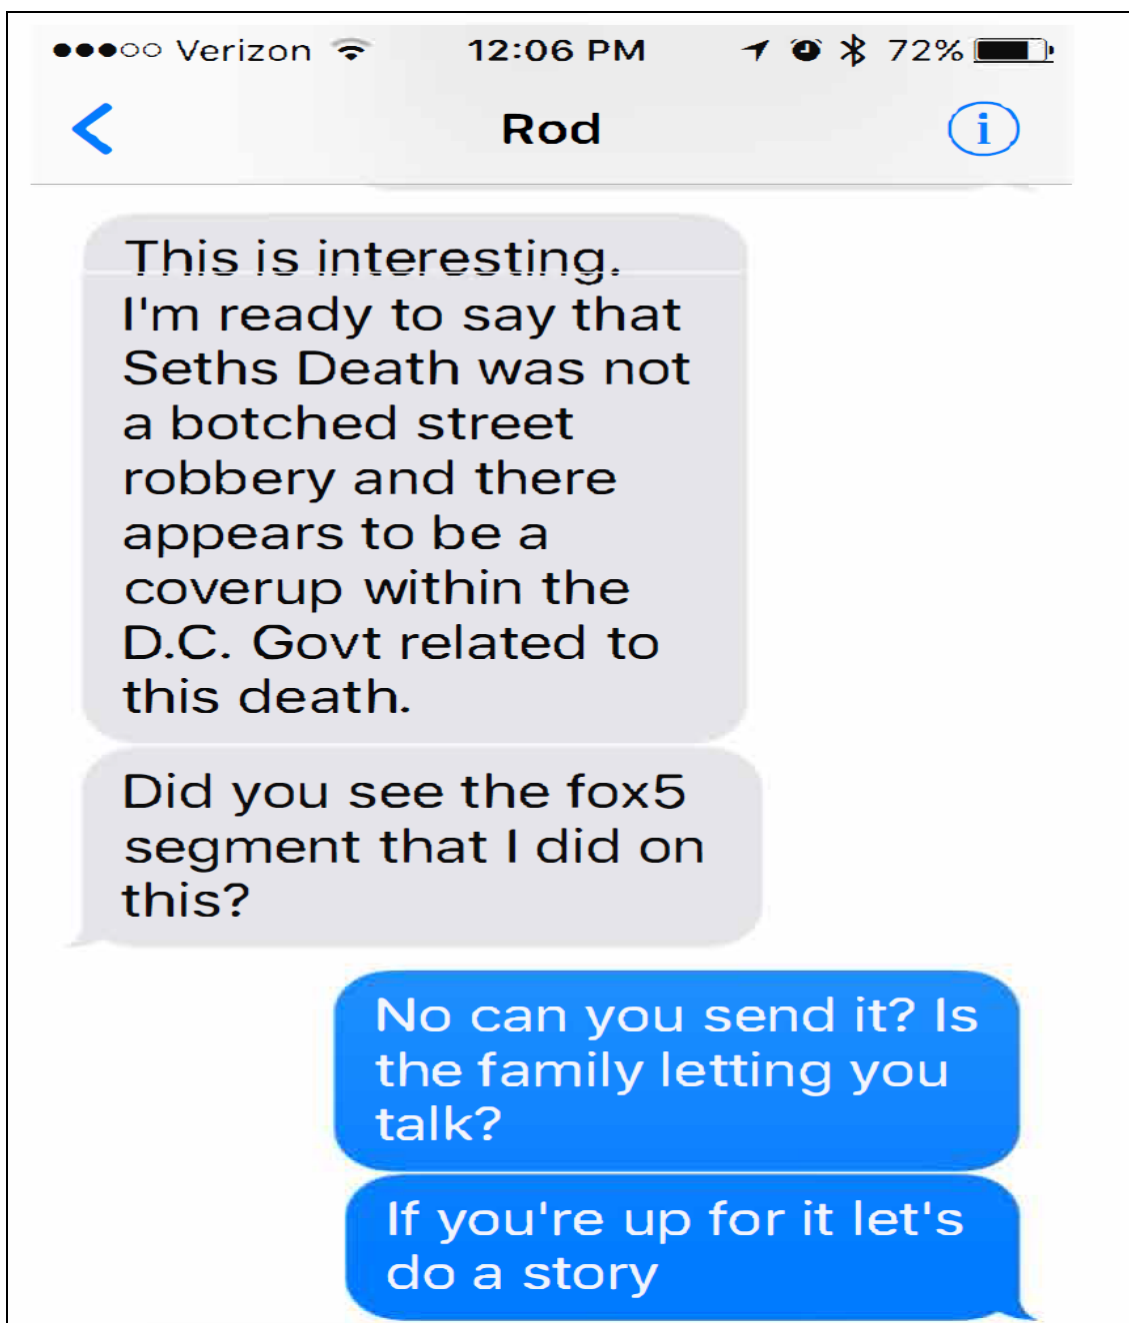 Verizon 12:06 PM 72%
Rod
i
This is interesting.
I'm ready to say that
Seths Death was not
a botched street
robbery and there
appears to be a
coverup within the
D.C. Govt related to
this death.
Did you see the fox5
segment that I did on
this?
No can you send it? Is
the family letting you
talk?
If you're up for it let's
do a story